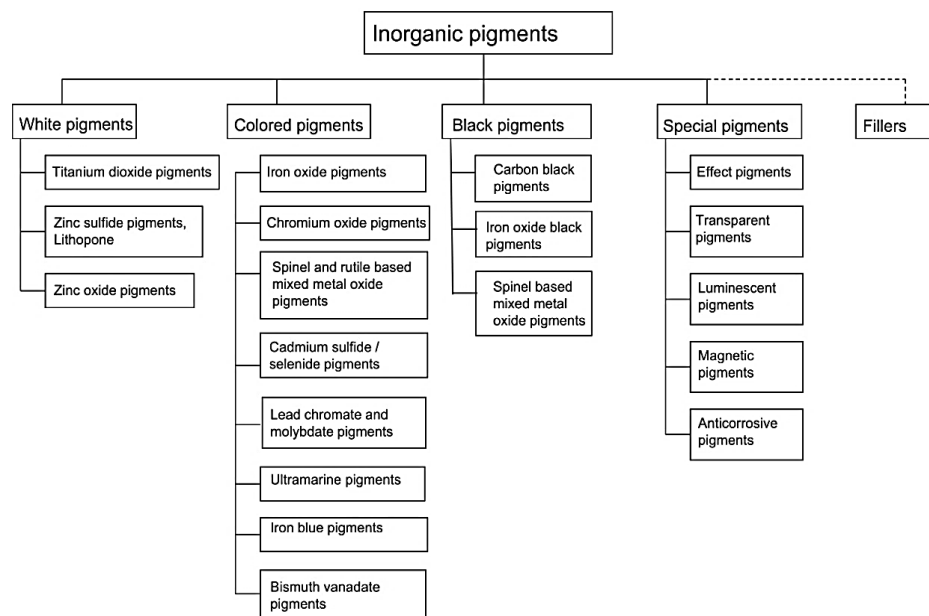 Inorganic pigments
White pigments
Titanium dioxide pigments
Zinc sulfide pigments,
Lithopone
Zinc oxide pigments
Colored pigments
Iron oxide pigments
Chromium oxide pigments
Spinel and rutile based
mixed metal oxide
pigments
Cadmium sulfide /
selenide pigments
Lead chromate and
molybdate pigments
Ultramarine pigments
Iron blue pigments
Bismuth vanadate
pigments
Black pigments
Carbon black
pigments
Iron oxide black
pigments
Spinel based
mixed metal
oxide pigments
Special pigments
Effect pigments
Transparent
pigments
Luminescent
pigments
Magnetic
pigments
Anticorrosive
pigments
Fillers